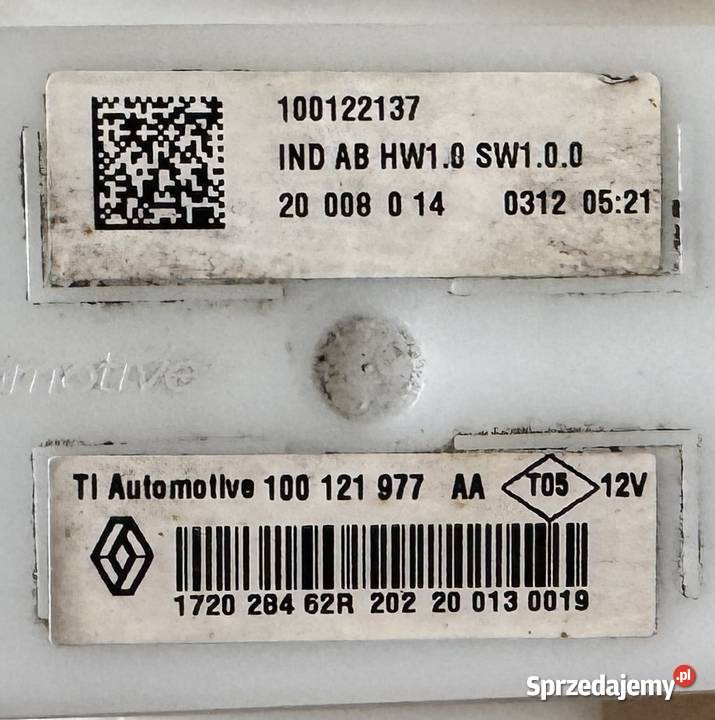 100122137
IND AB HW1.0 SW1.0.0
20 008 0 14 0312 05:21
TI Automotive 100 121 977 AA T05 12V
1720 284 62R 202 20 013 0019
Sprzedajemy.pl